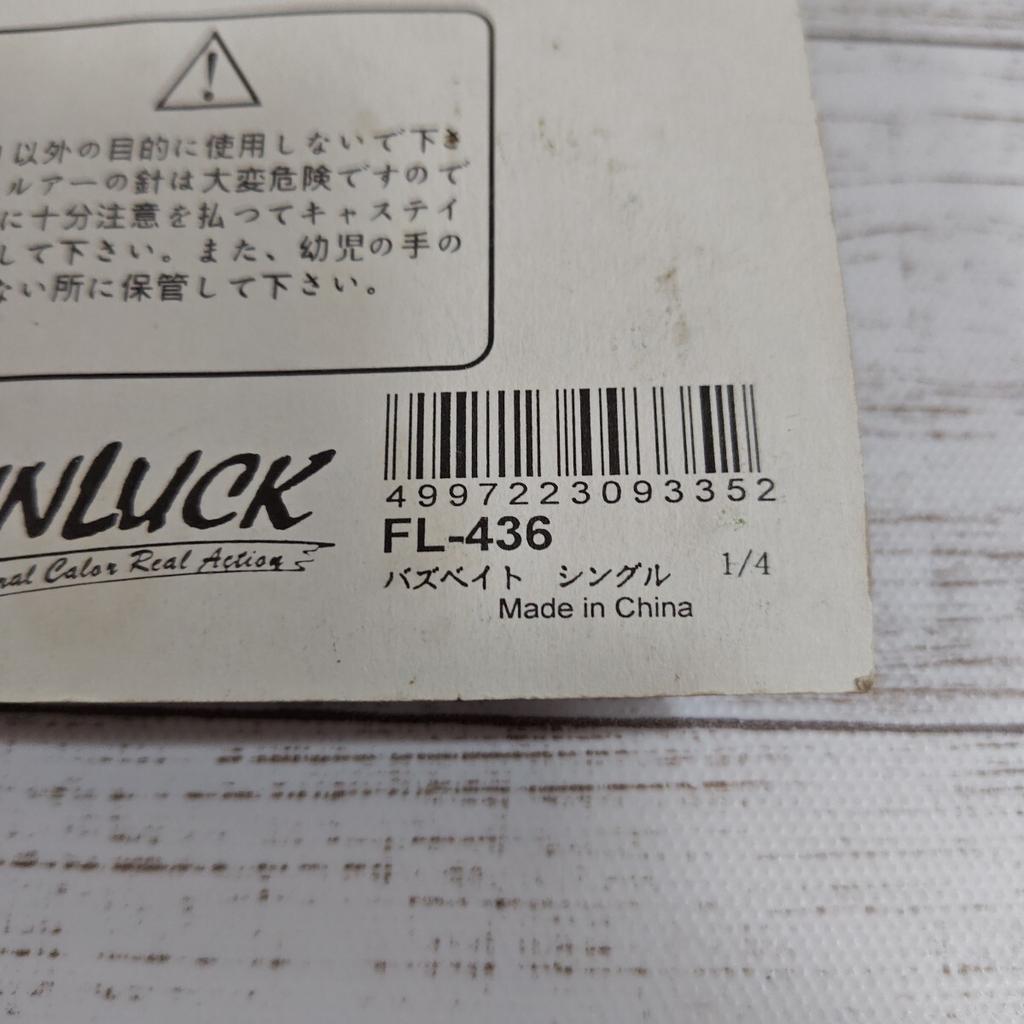 以外の目的に使用しないで下さ
ルアーの針は大変危険ですので
に十分注意を払つてキャステイ
して下さい。また、幼児の手の
ない所に保管して下さい。
NLUCK
ral Calor Real Action
4997223093352
FL-436
バズベイト シングル 1/4
Made in China